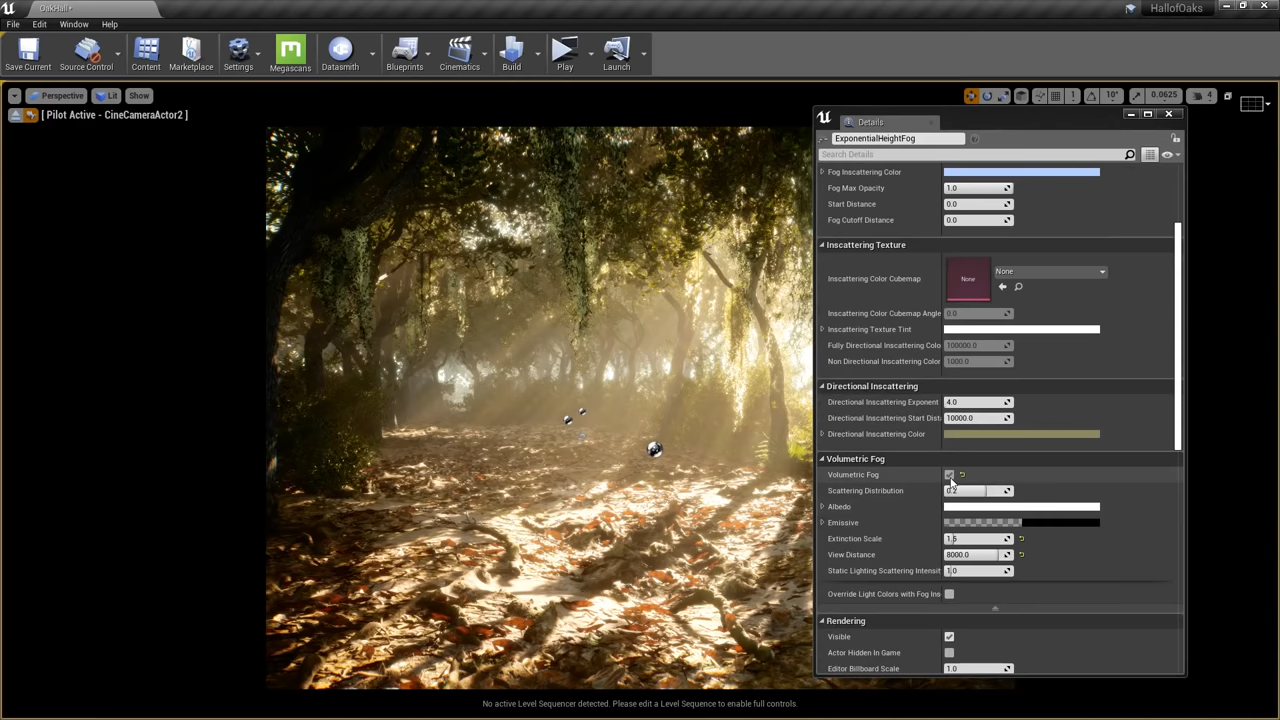 OakHall*
HallofOaks
File Edit Window Help
Save Current Source Control Content Marketplace Settings Megascans Datasmith Blueprints Cinematics Build Play Launch
Perspective Lit Show 1 10° 0.0625 4
[ Pilot Active - CineCameraActor2 ]
Details
ExponentialHeightFog
Search Details
Fog Inscattering Color
Fog Max Opacity 1.0
Start Distance 0.0
Fog Cutoff Distance 0.0
Inscattering Texture
Inscattering Color Cubemap None None
Inscattering Color Cubemap Angle 0.0
Inscattering Texture Tint
Fully Directional Inscattering Colo 100000.0
Non Directional Inscattering Color 1000.0
Directional Inscattering
Directional Inscattering Exponent 4.0
Directional Inscattering Start Dist 10000.0
Directional Inscattering Color
Volumetric Fog
Volumetric Fog
Scattering Distribution 0.2
Albedo
Emissive
Extinction Scale 1.5
View Distance 8000.0
Static Lighting Scattering Intensit 1.0
Override Light Colors with Fog Ins
Rendering
Visible
Actor Hidden In Game
Editor Billboard Scale 1.0
No active Level Sequencer detected. Please edit a Level Sequence to enable full controls.